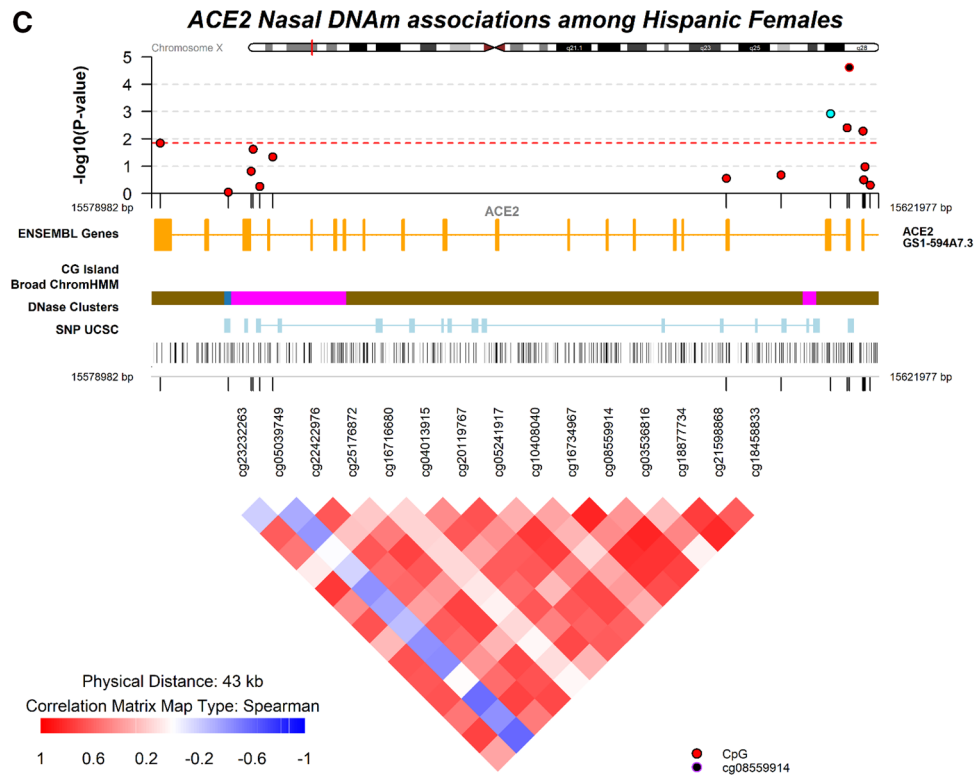 C
ACE2 Nasal DNAm associations among Hispanic Females
Chromosome X
q21.1 q23 q25 q28
-log10(P-value)
5
4
3
2
1
0
15578982 bp
15621977 bp
ACE2
ENSEMBL Genes
ACE2
GS1-594A7.3
CG Island
Broad ChromHMM
DNase Clusters
SNP UCSC
15578982 bp
15621977 bp
cg23232263
cg05039749
cg22422976
cg25176872
cg16716680
cg04013915
cg20119767
cg05241917
cg10408040
cg16734967
cg08559914
cg03536816
cg18877734
cg21598868
cg18458833
Physical Distance: 43 kb
Correlation Matrix Map Type: Spearman
1 0.6 0.2 -0.2 -0.6 -1
CpG
cg08559914